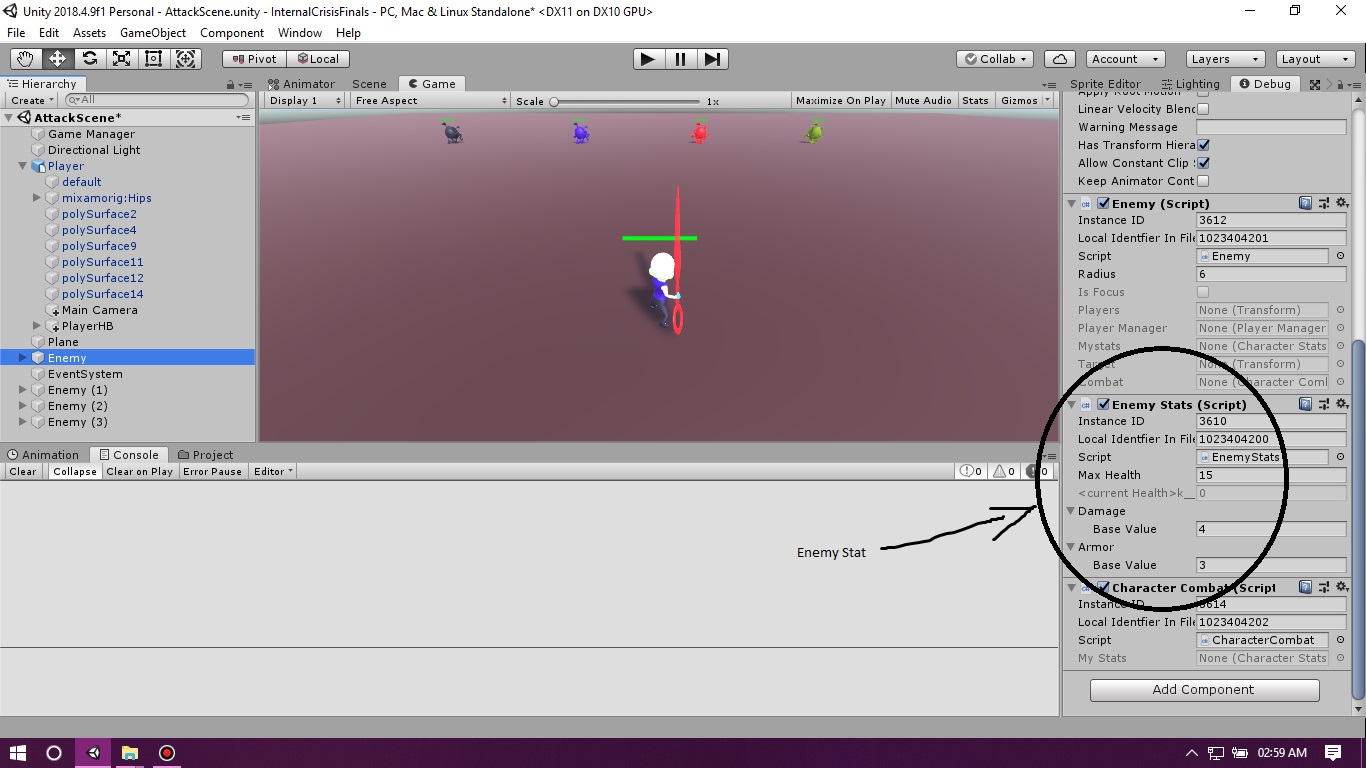 Unity 2018.4.9f1 Personal - AttackScene.unity - InternalCrisisFinals - PC, Mac & Linux Standalone* <DX11 on DX10 GPU>
File Edit Assets GameObject Component Window Help
Pivot Local Collab Account Layers Layout
Hierarchy
Create All
AttackScene*
Game Manager
Directional Light
Player
default
mixamorig:Hips
polySurface2
polySurface4
polySurface9
polySurface11
polySurface12
polySurface14
Main Camera
PlayerHB
Plane
Enemy
EventSystem
Enemy (1)
Enemy (2)
Enemy (3)
Animator Scene Game
Display 1 Free Aspect Scale 1x Maximize On Play Mute Audio Stats Gizmos
Animation Console Project
Clear Collapse Clear on Play Error Pause Editor 0 0 0
Enemy Stat
Sprite Editor Lighting Debug
Apply Root Motion
Linear Velocity Blenc
Warning Message
Has Transform Hiera
Allow Constant Clip S
Keep Animator Cont
Enemy (Script)
Instance ID 3612
Local Identfier In File 1023404201
Script Enemy
Radius 6
Is Focus
Players None (Transform)
Player Manager None (Player Manager
Mystats None (Character Stats
Target None (Transform)
Combat None (Character Coml
Enemy Stats (Script)
Instance ID 3610
Local Identfier In File 1023404200
Script EnemyStats
Max Health 15
<current Health>k__ 0
Damage
Base Value 4
Armor
Base Value 3
Character Combat (Script
Instance ID 3614
Local Identfier In File 1023404202
Script CharacterCombat
My Stats None (Character Stats
Add Component
02:59 AM